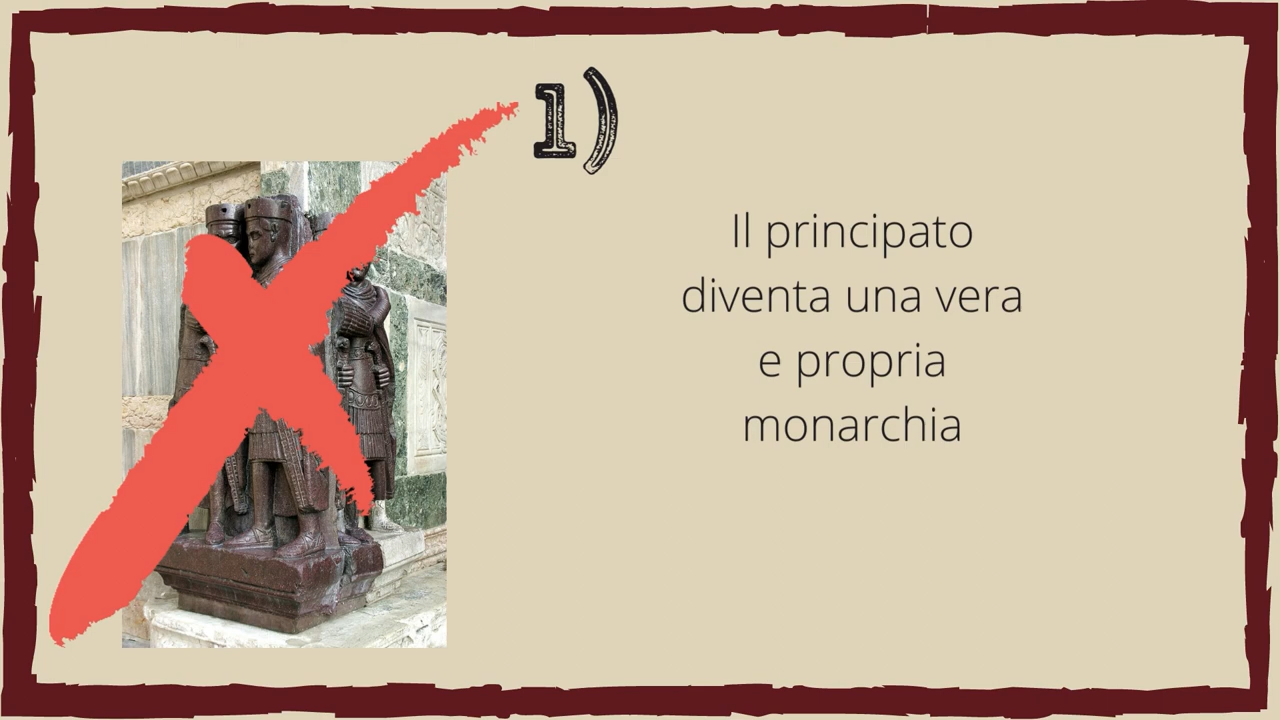 1)
Il principato
diventa una vera
e propria
monarchia